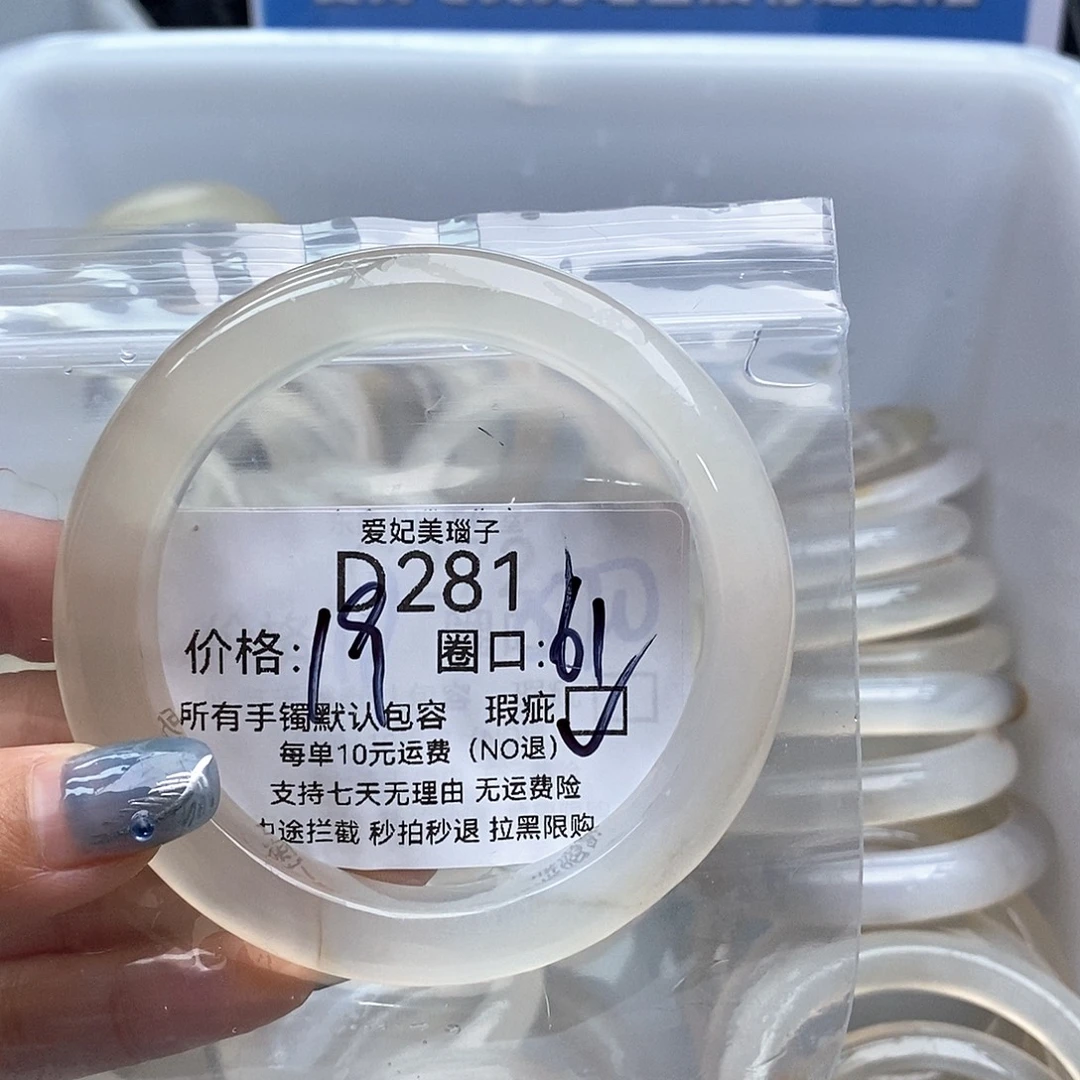 爱妃美瑙子
D281
价格:19 圈口:61
所有手镯默认包容 瑕疵
每单10元运费（NO退）
支持七天无理由 无运费险
中途拦截 秒拍秒退 拉黑限购